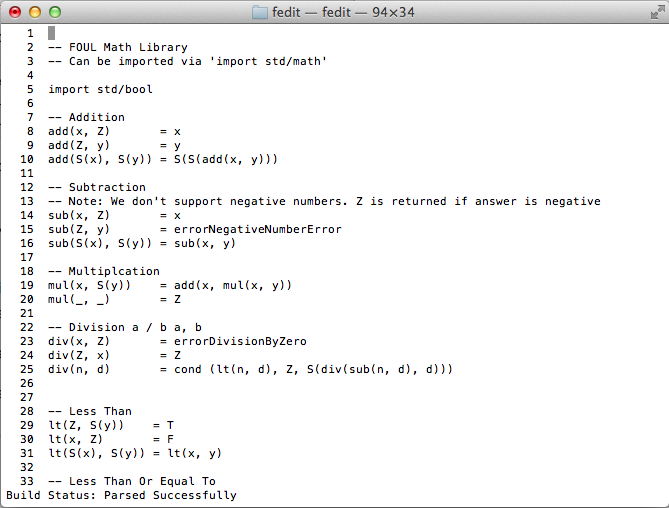 fedit — fedit — 94×34
1
2 -- FOUL Math Library
3 -- Can be imported via 'import std/math'
4
5 import std/bool
6
7 -- Addition
8 add(x, Z)       = x
9 add(Z, y)       = y
10 add(S(x), S(y)) = S(S(add(x, y)))
11
12 -- Subtraction
13 -- Note: We don't support negative numbers. Z is returned if answer is negative
14 sub(x, Z)       = x
15 sub(Z, y)       = errorNegativeNumberError
16 sub(S(x), S(y)) = sub(x, y)
17
18 -- Multiplcation
19 mul(x, S(y))    = add(x, mul(x, y))
20 mul(_, _)       = Z
21
22 -- Division a / b a, b
23 div(x, Z)       = errorDivisionByZero
24 div(Z, x)       = Z
25 div(n, d)       = cond (lt(n, d), Z, S(div(sub(n, d), d)))
26
27
28 -- Less Than
29 lt(Z, S(y))    = T
30 lt(x, Z)       = F
31 lt(S(x), S(y)) = lt(x, y)
32
33 -- Less Than Or Equal To
Build Status: Parsed Successfully